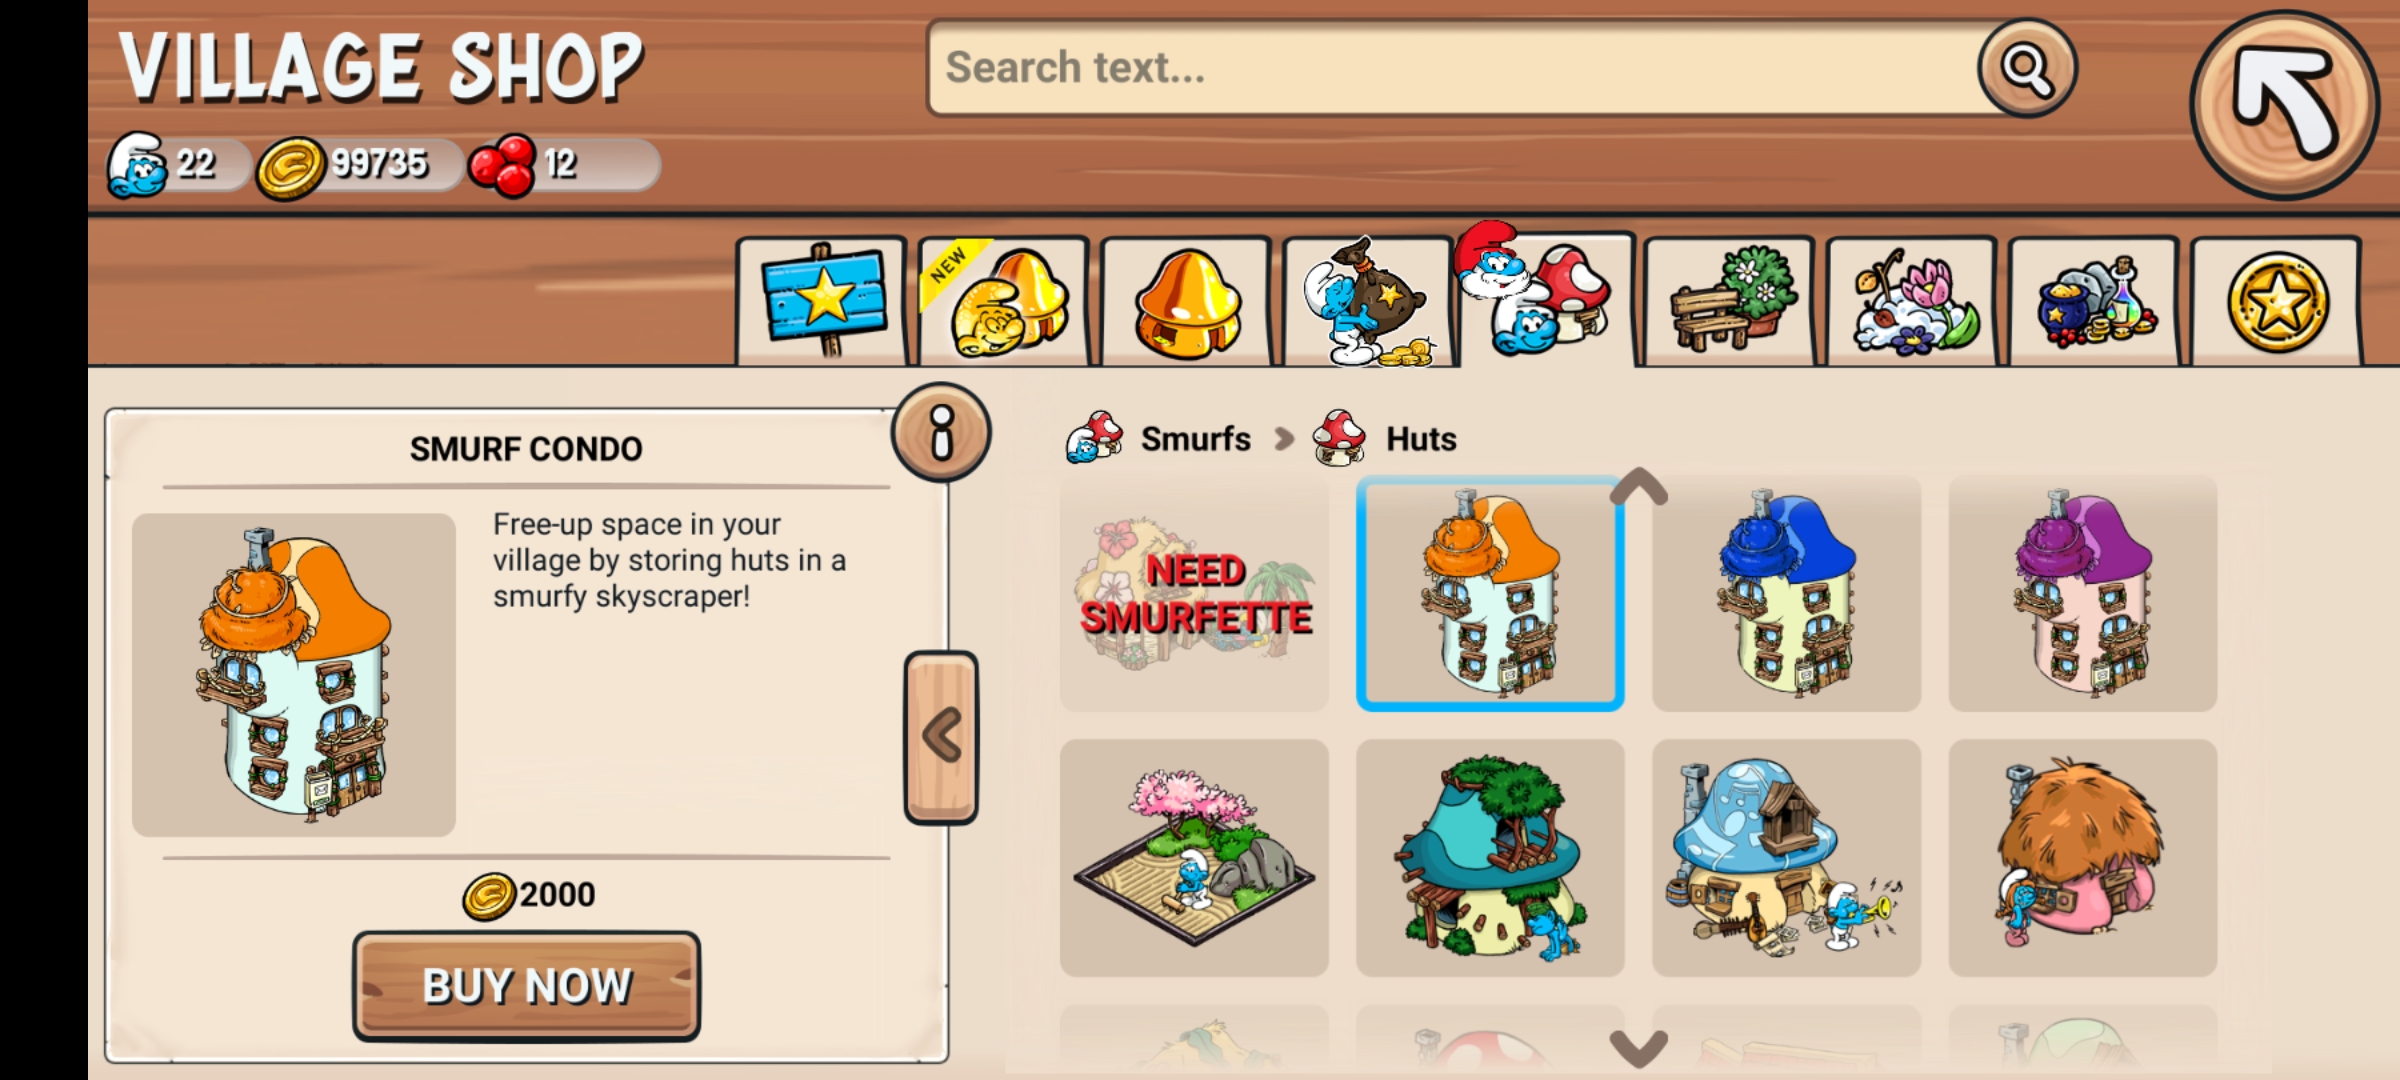 VILLAGE SHOP
Search text...
22 99735 12
NEW
SMURF CONDO
Free-up space in your
village by storing huts in a
smurfy skyscraper!
2000
BUY NOW
Smurfs > Huts
NEED
SMURFETTE